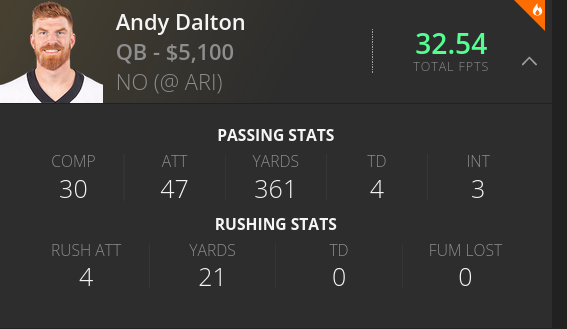 Andy Dalton
QB - $5,100
NO (@ ARI)
32.54
TOTAL FPTS
PASSING STATS
COMP ATT YARDS TD INT
30 47 361 4 3
RUSHING STATS
RUSH ATT YARDS TD FUM LOST
4 21 0 0